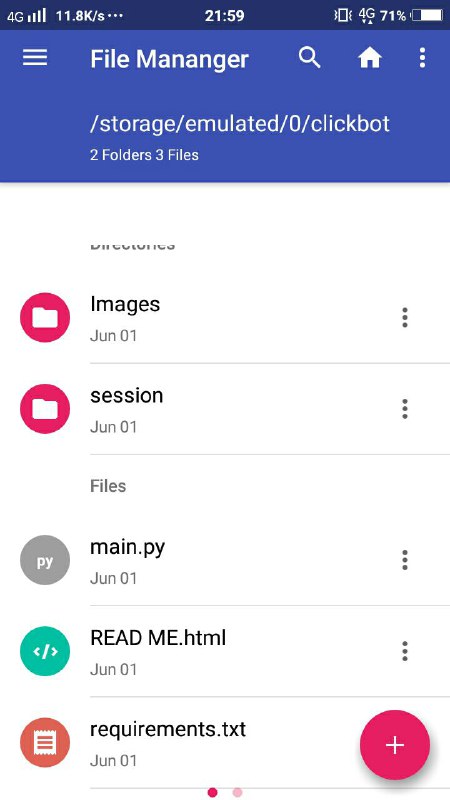 4G 11.8K/s ··· 21:59 4G 71%
File Mananger
/storage/emulated/0/clickbot
2 Folders 3 Files
Directories
Images
Jun 01
session
Jun 01
Files
py main.py
Jun 01
</> READ ME.html
Jun 01
requirements.txt
Jun 01